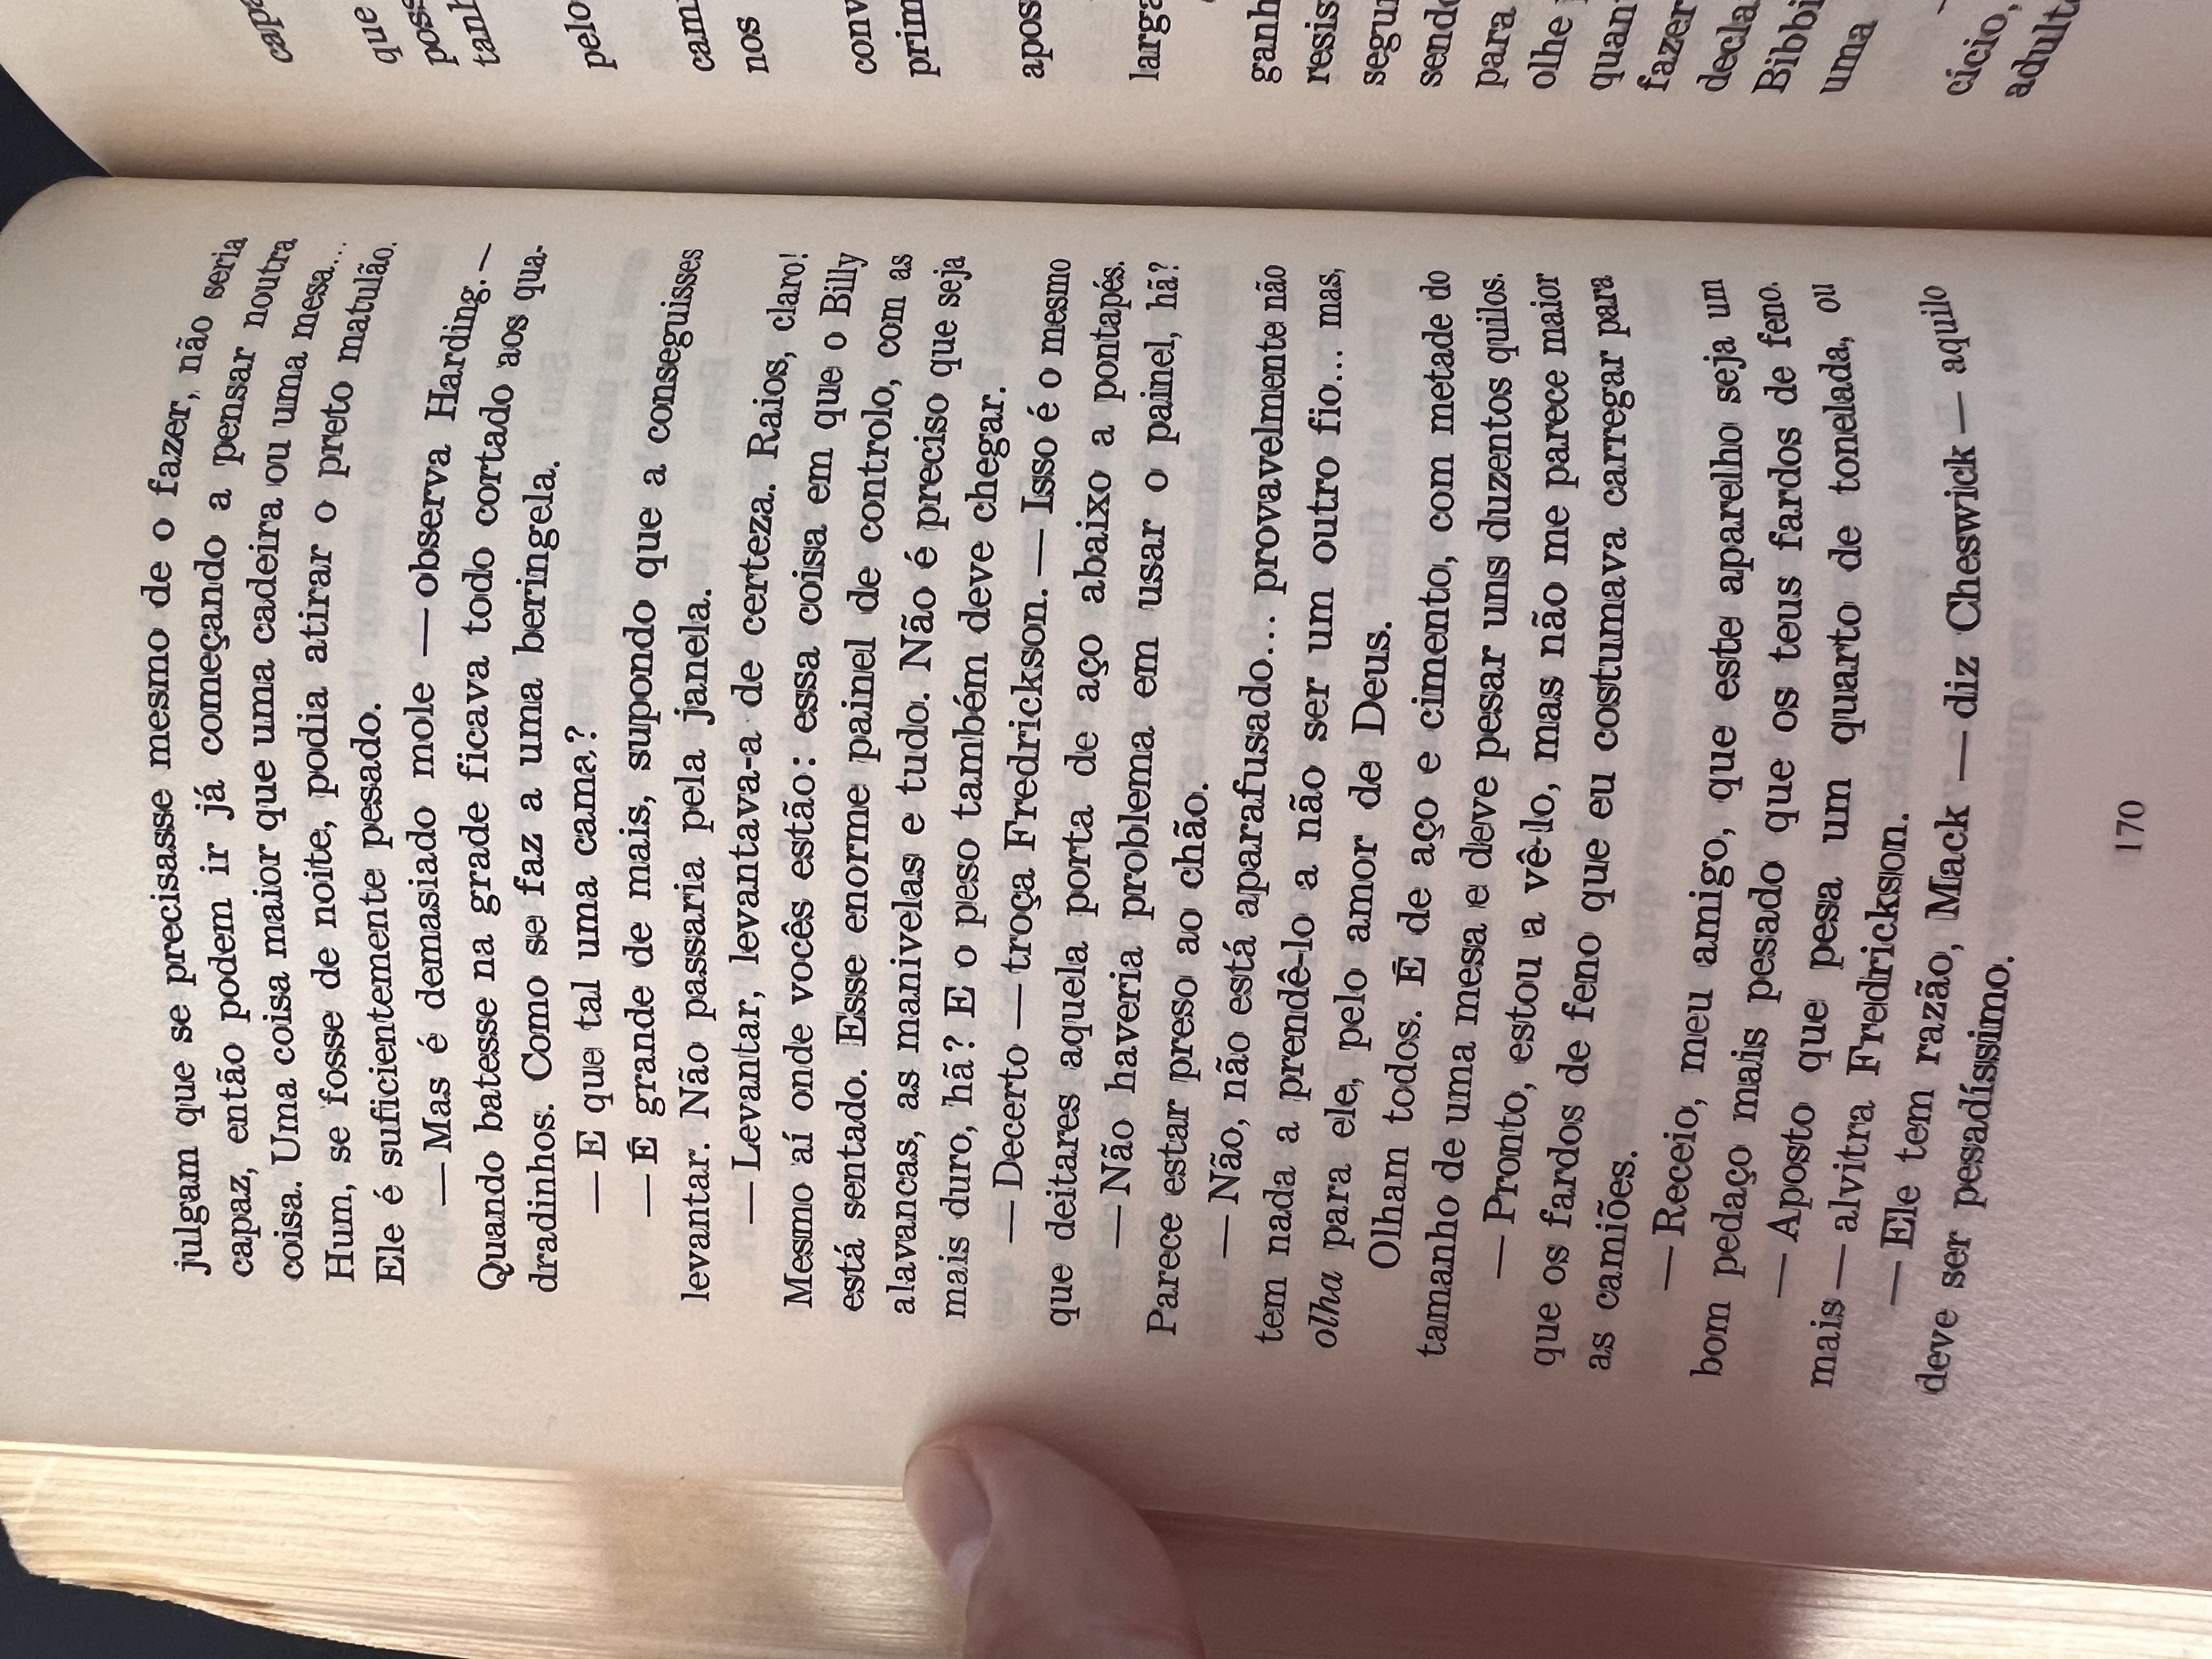 julgam que se precisasse mesmo de o fazer, não seria
capaz, então podem ir já começando a pensar noutra
coisa. Uma coisa maior que uma cadeira ou uma mesa...
Hum, se fosse de noite, podia atirar o preto matulão.
Ele é suficientemente pesado.
— Mas é demasiado mole — observa Harding. —
Quando batesse na grade ficava todo cortado aos qua-
dradinhos. Como se faz a uma beringela.
— E que tal uma cama?
— É grande de mais, supondo que a conseguisses
levantar. Não passaria pela janela.
— Levantar, levantava-a de certeza. Raios, claro!
Mesmo aí onde vocês estão: essa coisa em que o Billy
está sentado. Esse enorme painel de controlo, com as
alavancas, as manivelas e tudo. Não é preciso que seja
mais duro, hã? E o peso também deve chegar.
— Decerto — troça Fredrickson. — Isso é o mesmo
que deitares aquela porta de aço abaixo a pontapés.
— Não haveria problema em usar o painel, hã?
Parece estar preso ao chão.
— Não, não está aparafusado... provavelmente não
tem nada a prendê-lo a não ser um outro fio... mas,
olha para ele, pelo amor de Deus.
Olham todos. É de aço e cimento, com metade do
tamanho de uma mesa e deve pesar uns duzentos quilos.
— Pronto, estou a vê-lo, mas não me parece maior
que os fardos de feno que eu costumava carregar para
as camiões.
— Receio, meu amigo, que este aparelho seja um
bom pedaço mais pesado que os teus fardos de feno.
— Aposto que pesa um quarto de tonelada, ou
mais — alvitra Fredrickson.
— Ele tem razão, Mack — diz Cheswick — aquilo
deve ser pesadíssimo.
170
que
pelo
nos
olhe
para
fazer
uma
cício,